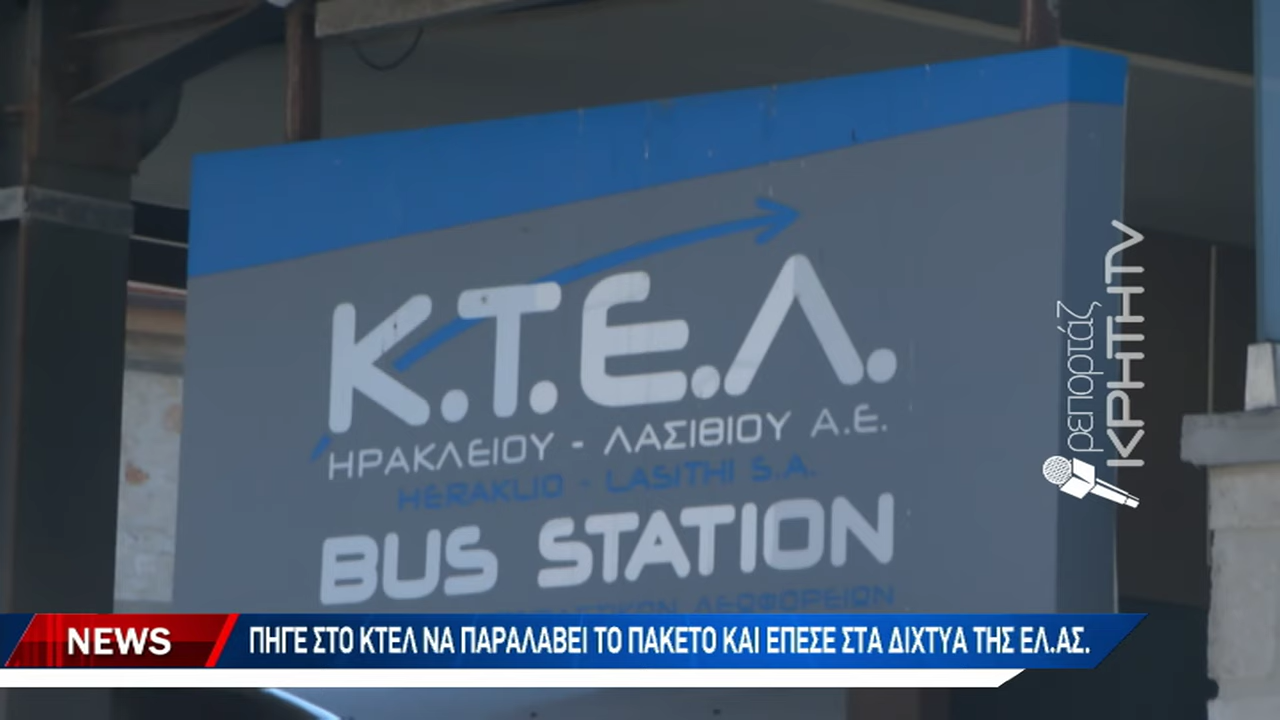 Κ.Τ.Ε.Λ.
ΗΡΑΚΛΕΙΟΥ - ΛΑΣΙΘΙΟΥ Α.Ε.
HERAKLIO - LASITHI S.A.
BUS STATION
ΛΕΩΦΟΡΕΙΩΝ
ρεπορτάζ
ΚΡΗΤΗTV
NEWS
ΠΗΓΕ ΣΤΟ ΚΤΕΛ ΝΑ ΠΑΡΑΛΑΒΕΙ ΤΟ ΠΑΚΕΤΟ ΚΑΙ ΕΠΕΣΕ ΣΤΑ ΔΙΧΤΥΑ ΤΗΣ ΕΛ.ΑΣ.